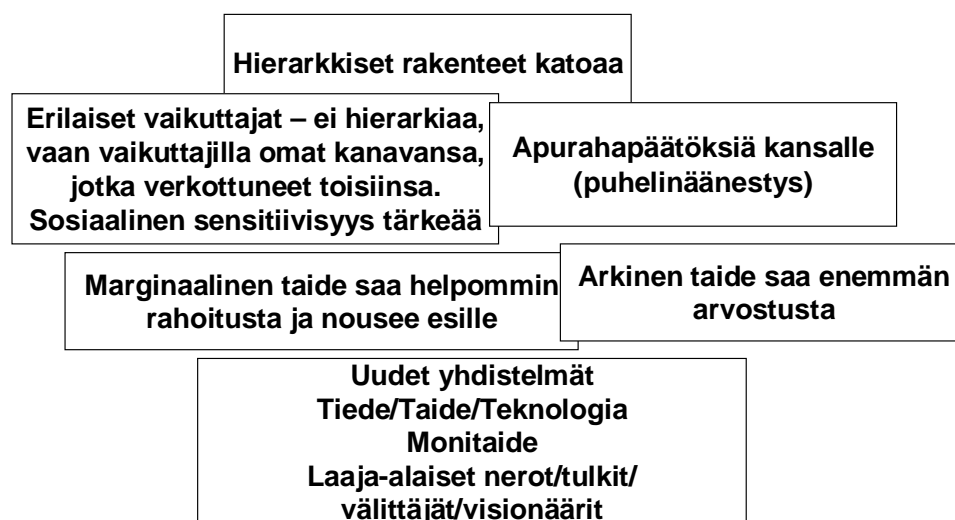 Hierarkkiset rakenteet katoaa
Erilaiset vaikuttajat – ei hierarkiaa,
vaan vaikuttajilla omat kanavansa,
jotka verkottuneet toisiinsa.
Sosiaalinen sensitiivisyys tärkeää
Apurahapäätöksiä kansalle
(puhelinäänestys)
Marginaalinen taide saa helpommin
rahoitusta ja nousee esille
Arkinen taide saa enemmän
arvostusta
Uudet yhdistelmät
Tiede/Taide/Teknologia
Monitaide
Laaja-alaiset nerot/tulkit/
välittäjät/visionäärit